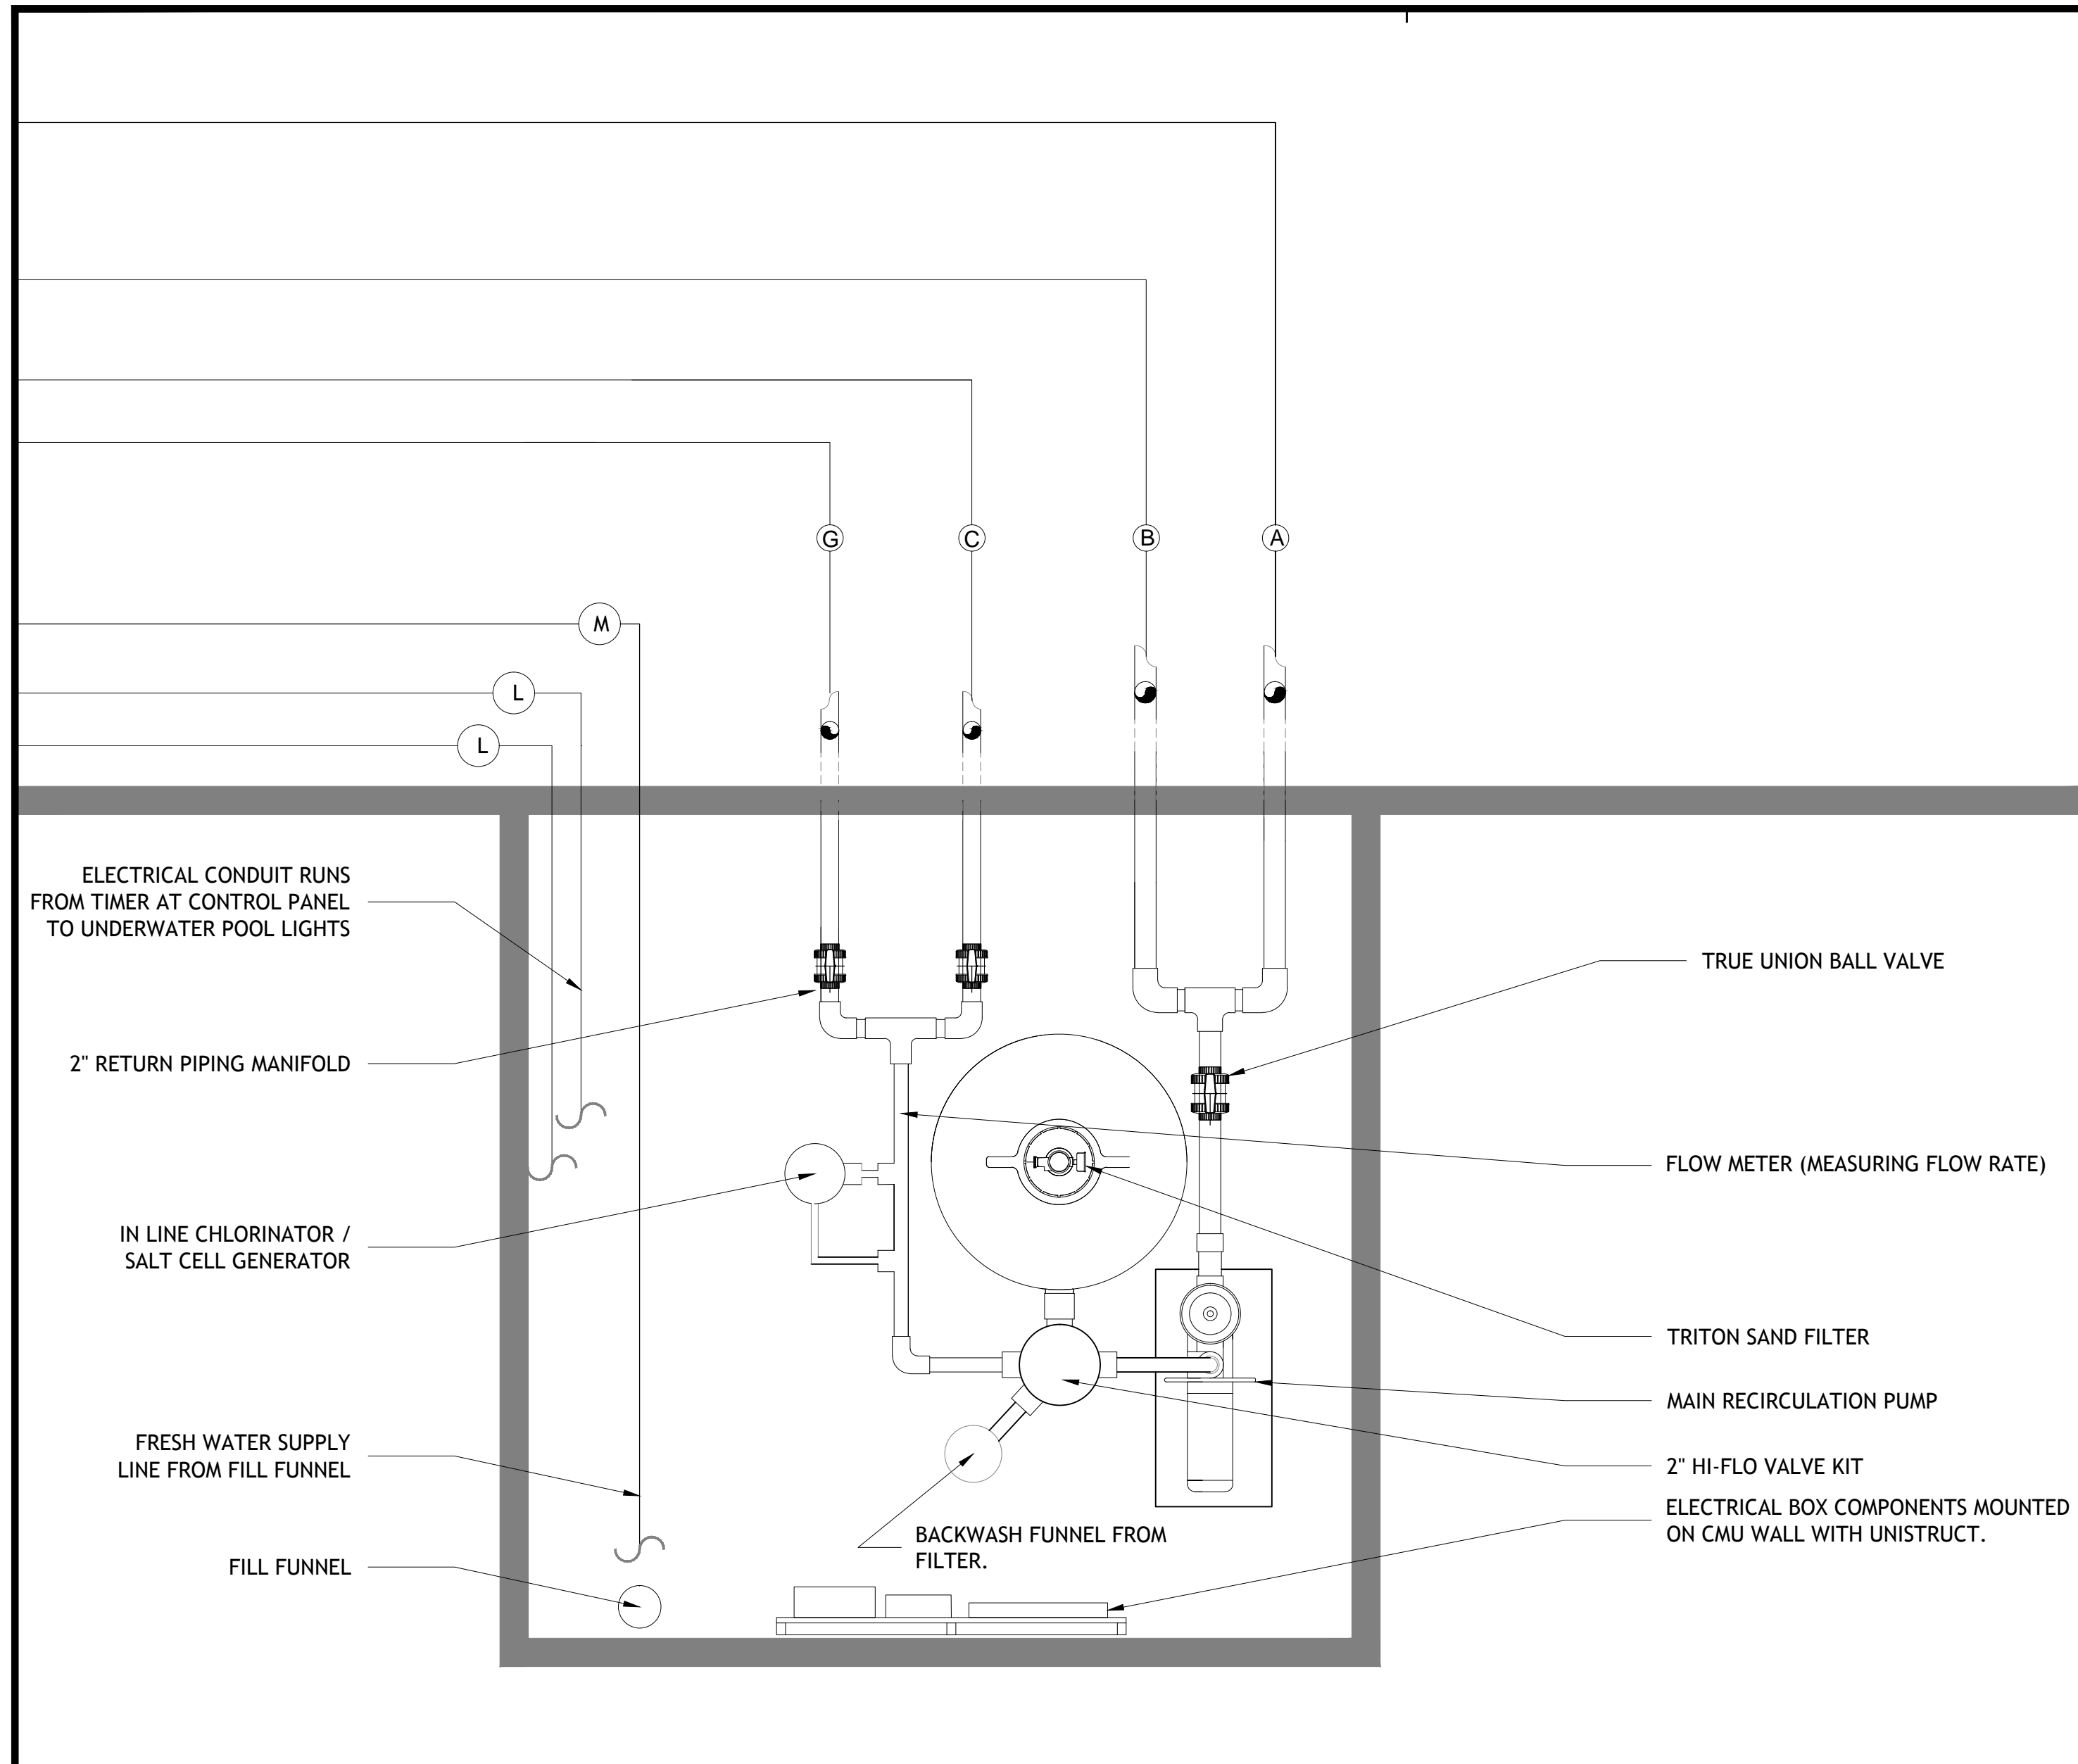 G
C
B
A
M
L
L
ELECTRICAL CONDUIT RUNS
FROM TIMER AT CONTROL PANEL
TO UNDERWATER POOL LIGHTS
TRUE UNION BALL VALVE
2" RETURN PIPING MANIFOLD
FLOW METER (MEASURING FLOW RATE)
IN LINE CHLORINATOR /
SALT CELL GENERATOR
TRITON SAND FILTER
MAIN RECIRCULATION PUMP
FRESH WATER SUPPLY
LINE FROM FILL FUNNEL
2" HI-FLO VALVE KIT
ELECTRICAL BOX COMPONENTS MOUNTED
ON CMU WALL WITH UNISTRUCT.
BACKWASH FUNNEL FROM
FILTER.
FILL FUNNEL